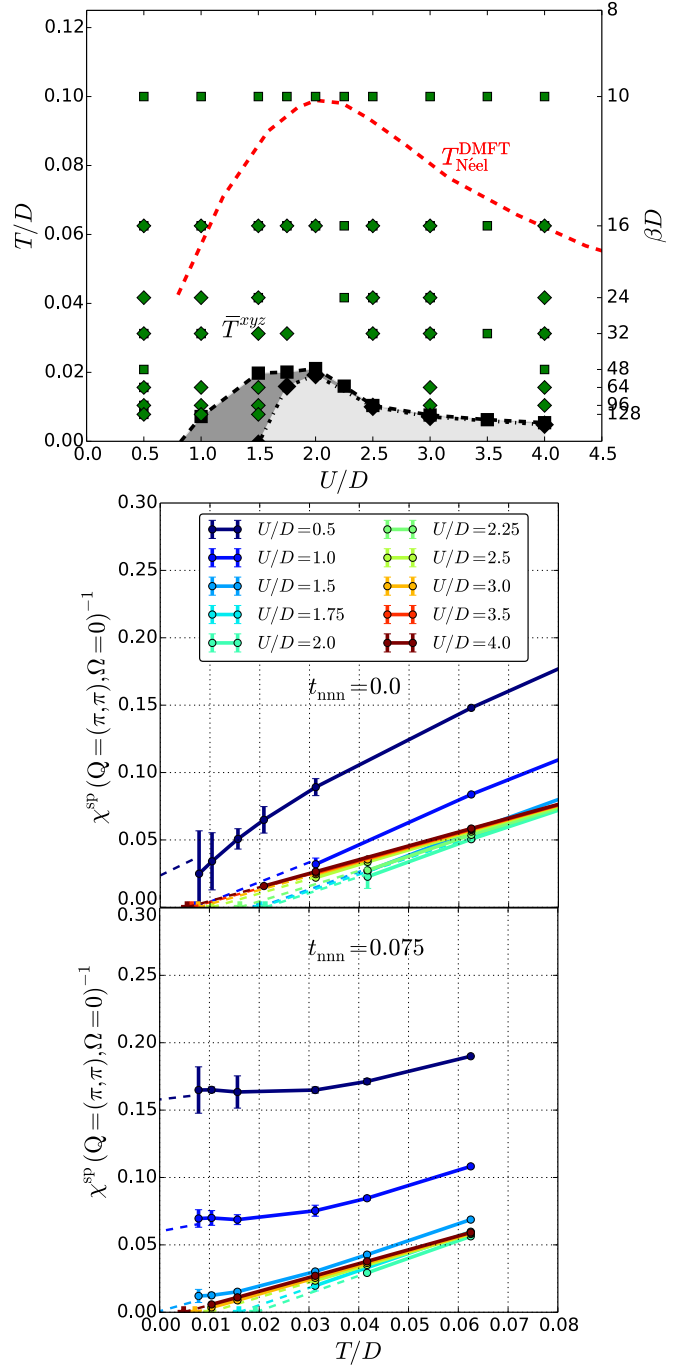 0.12
0.10
0.08
0.06
0.04
0.02
0.00
T/D
0.0 0.5 1.0 1.5 2.0 2.5 3.0 3.5 4.0 4.5
U/D
8
10
16
24
32
48
64
96
128
βD
T_Néel^DMFT
T̅^xyz
0.30
0.25
0.20
0.15
0.10
0.05
0.00
χ^sp(Q=(π,π),Ω=0)^−1
U/D=0.5
U/D=1.0
U/D=1.5
U/D=1.75
U/D=2.0
U/D=2.25
U/D=2.5
U/D=3.0
U/D=3.5
U/D=4.0
t_nnn=0.0
0.30
0.25
0.20
0.15
0.10
0.05
0.00
χ^sp(Q=(π,π),Ω=0)^−1
t_nnn=0.075
0.00 0.01 0.02 0.03 0.04 0.05 0.06 0.07 0.08
T/D